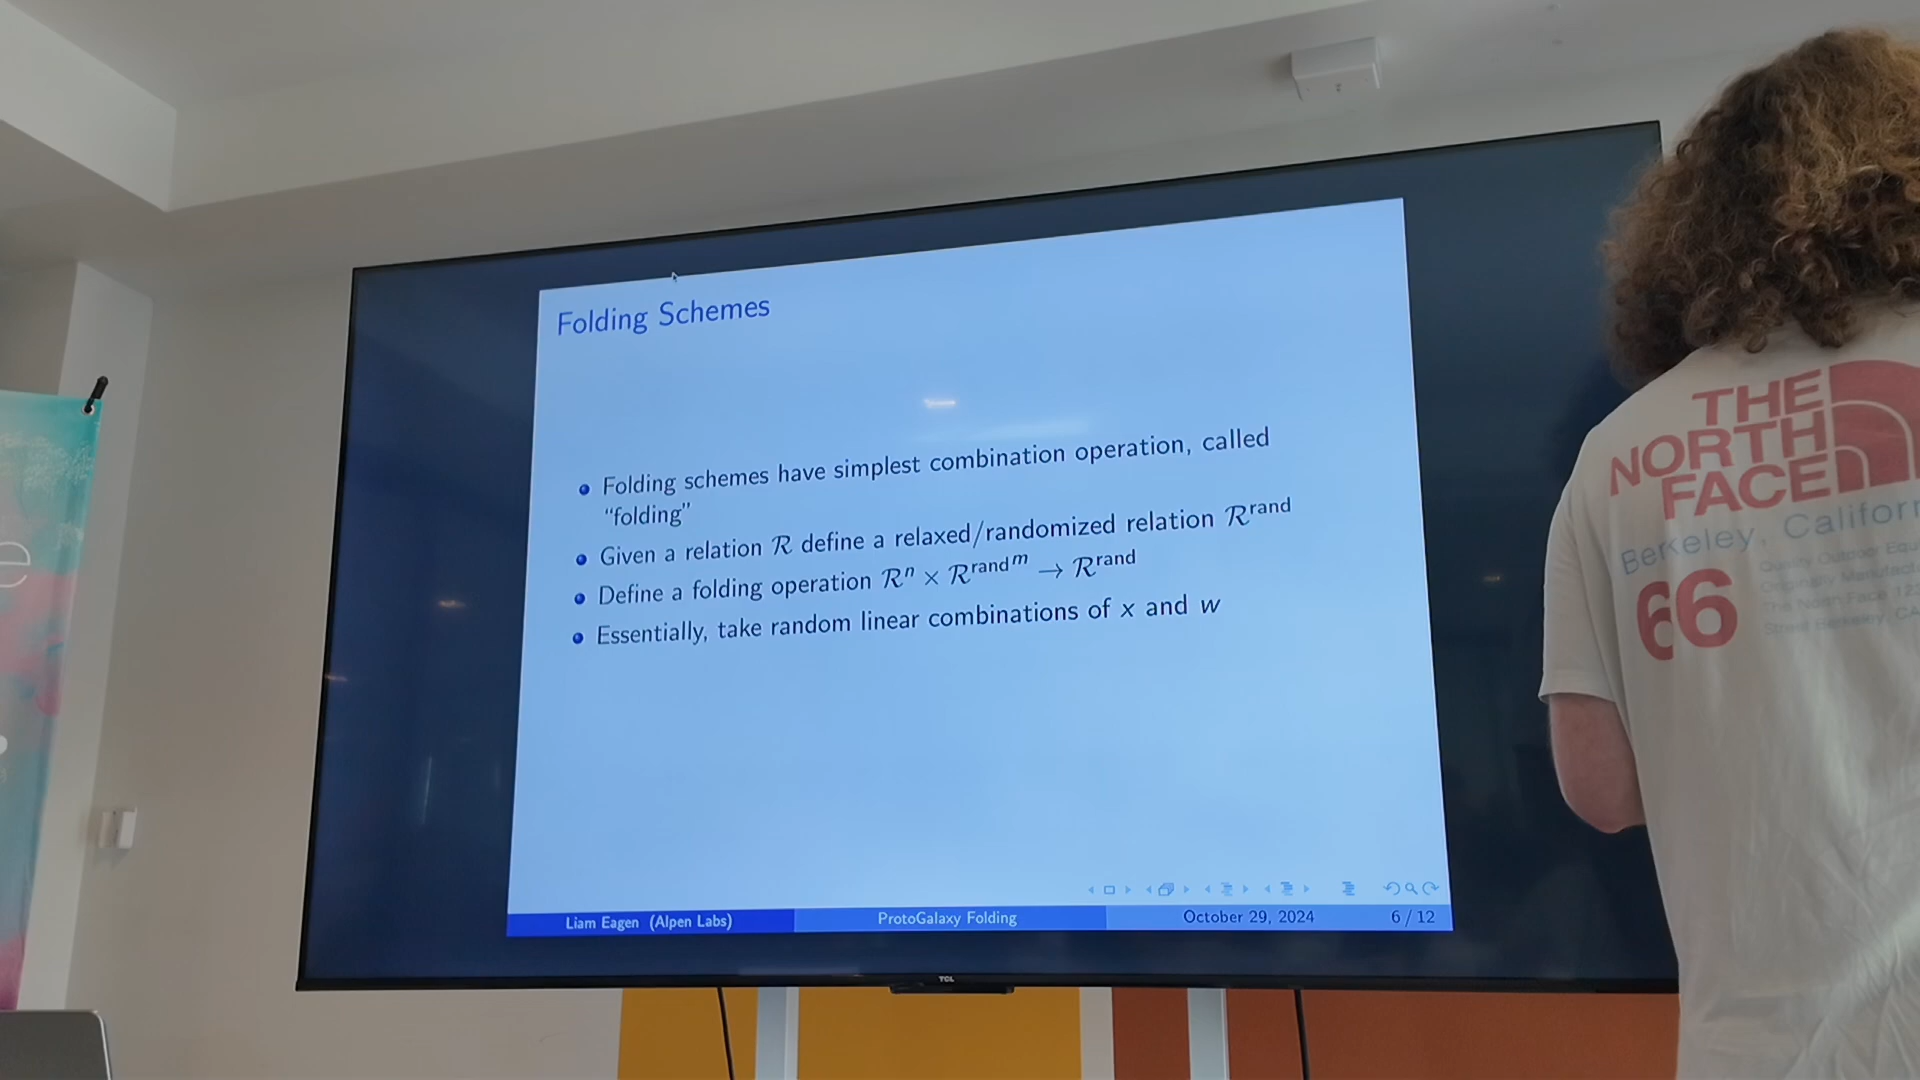 Folding Schemes
• Folding schemes have simplest combination operation, called
“folding”
• Given a relation ℛ define a relaxed/randomized relation ℛ^rand
• Define a folding operation ℛ^n × ℛ^rand^m → ℛ^rand
• Essentially, take random linear combinations of x and w
Liam Eagen (Alpen Labs) ProtoGalaxy Folding October 29, 2024 6 / 12
TCL
THE
NORTH
FACE
Berkeley, Californ
66
e